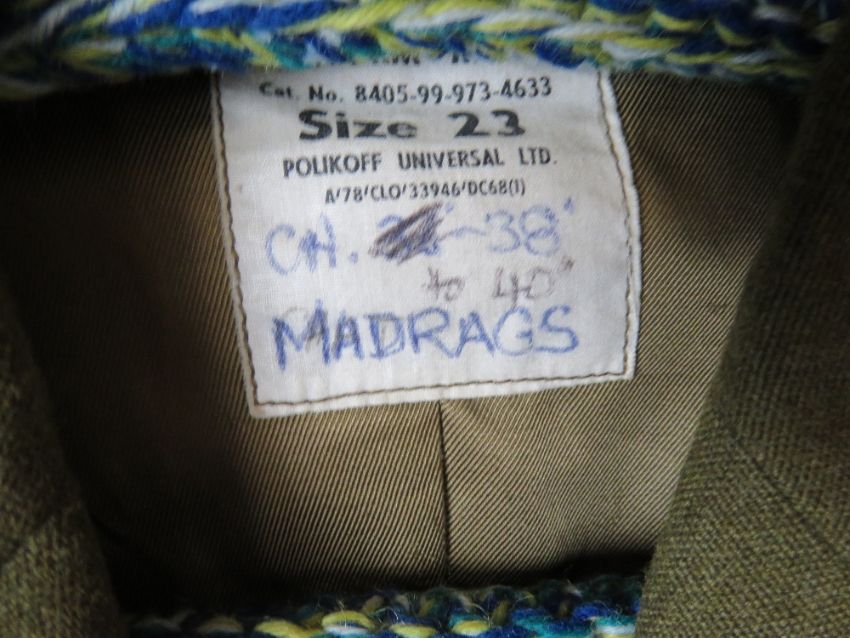 Cat. No. 8405-99-973-4633
Size 23
POLIKOFF UNIVERSAL LTD.
A'78'CLO'33946'DC68(1)
CH. -38"
to 40"
MADRAGS